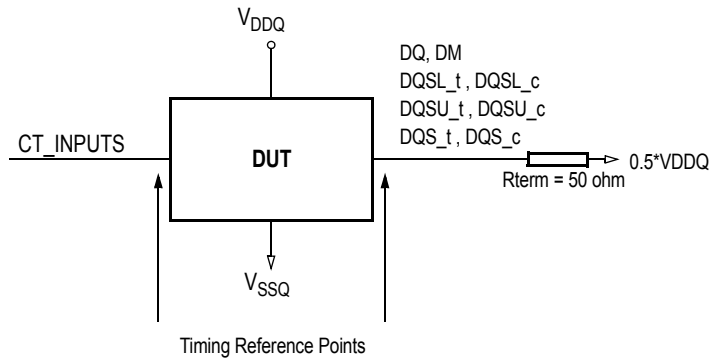 VDDQ
DQ, DM
DQSL_t , DQSL_c
DQSU_t , DQSU_c
DQS_t , DQS_c
CT_INPUTS
DUT
0.5*VDDQ
Rterm = 50 ohm
VSSQ
Timing Reference Points